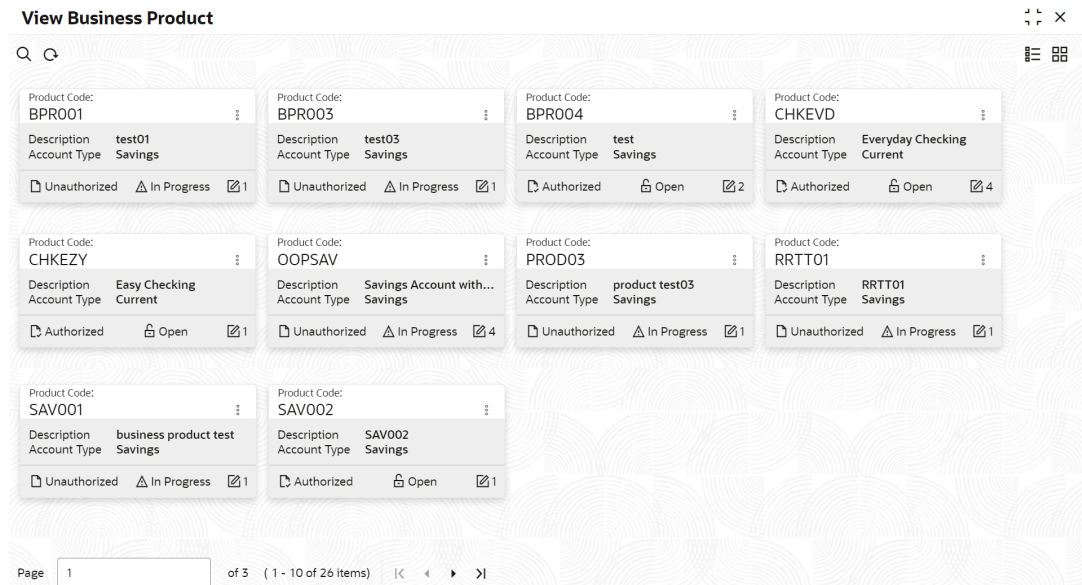 View Business Product
Product Code:
BPR001
Description test01
Account Type Savings
Unauthorized In Progress 1
Product Code:
BPR003
Description test03
Account Type Savings
Unauthorized In Progress 1
Product Code:
BPR004
Description test
Account Type Savings
Authorized Open 2
Product Code:
CHKEVD
Description Everyday Checking
Account Type Current
Authorized Open 4
Product Code:
CHKEZY
Description Easy Checking
Account Type Current
Authorized Open 1
Product Code:
OOPSAV
Description Savings Account with...
Account Type Savings
Unauthorized In Progress 4
Product Code:
PROD03
Description product test03
Account Type Savings
Unauthorized In Progress 1
Product Code:
RRTT01
Description RRTT01
Account Type Savings
Unauthorized In Progress 1
Product Code:
SAV001
Description business product test
Account Type Savings
Unauthorized In Progress 1
Product Code:
SAV002
Description SAV002
Account Type Savings
Authorized Open 1
Page 1 of 3 ( 1 - 10 of 26 items)